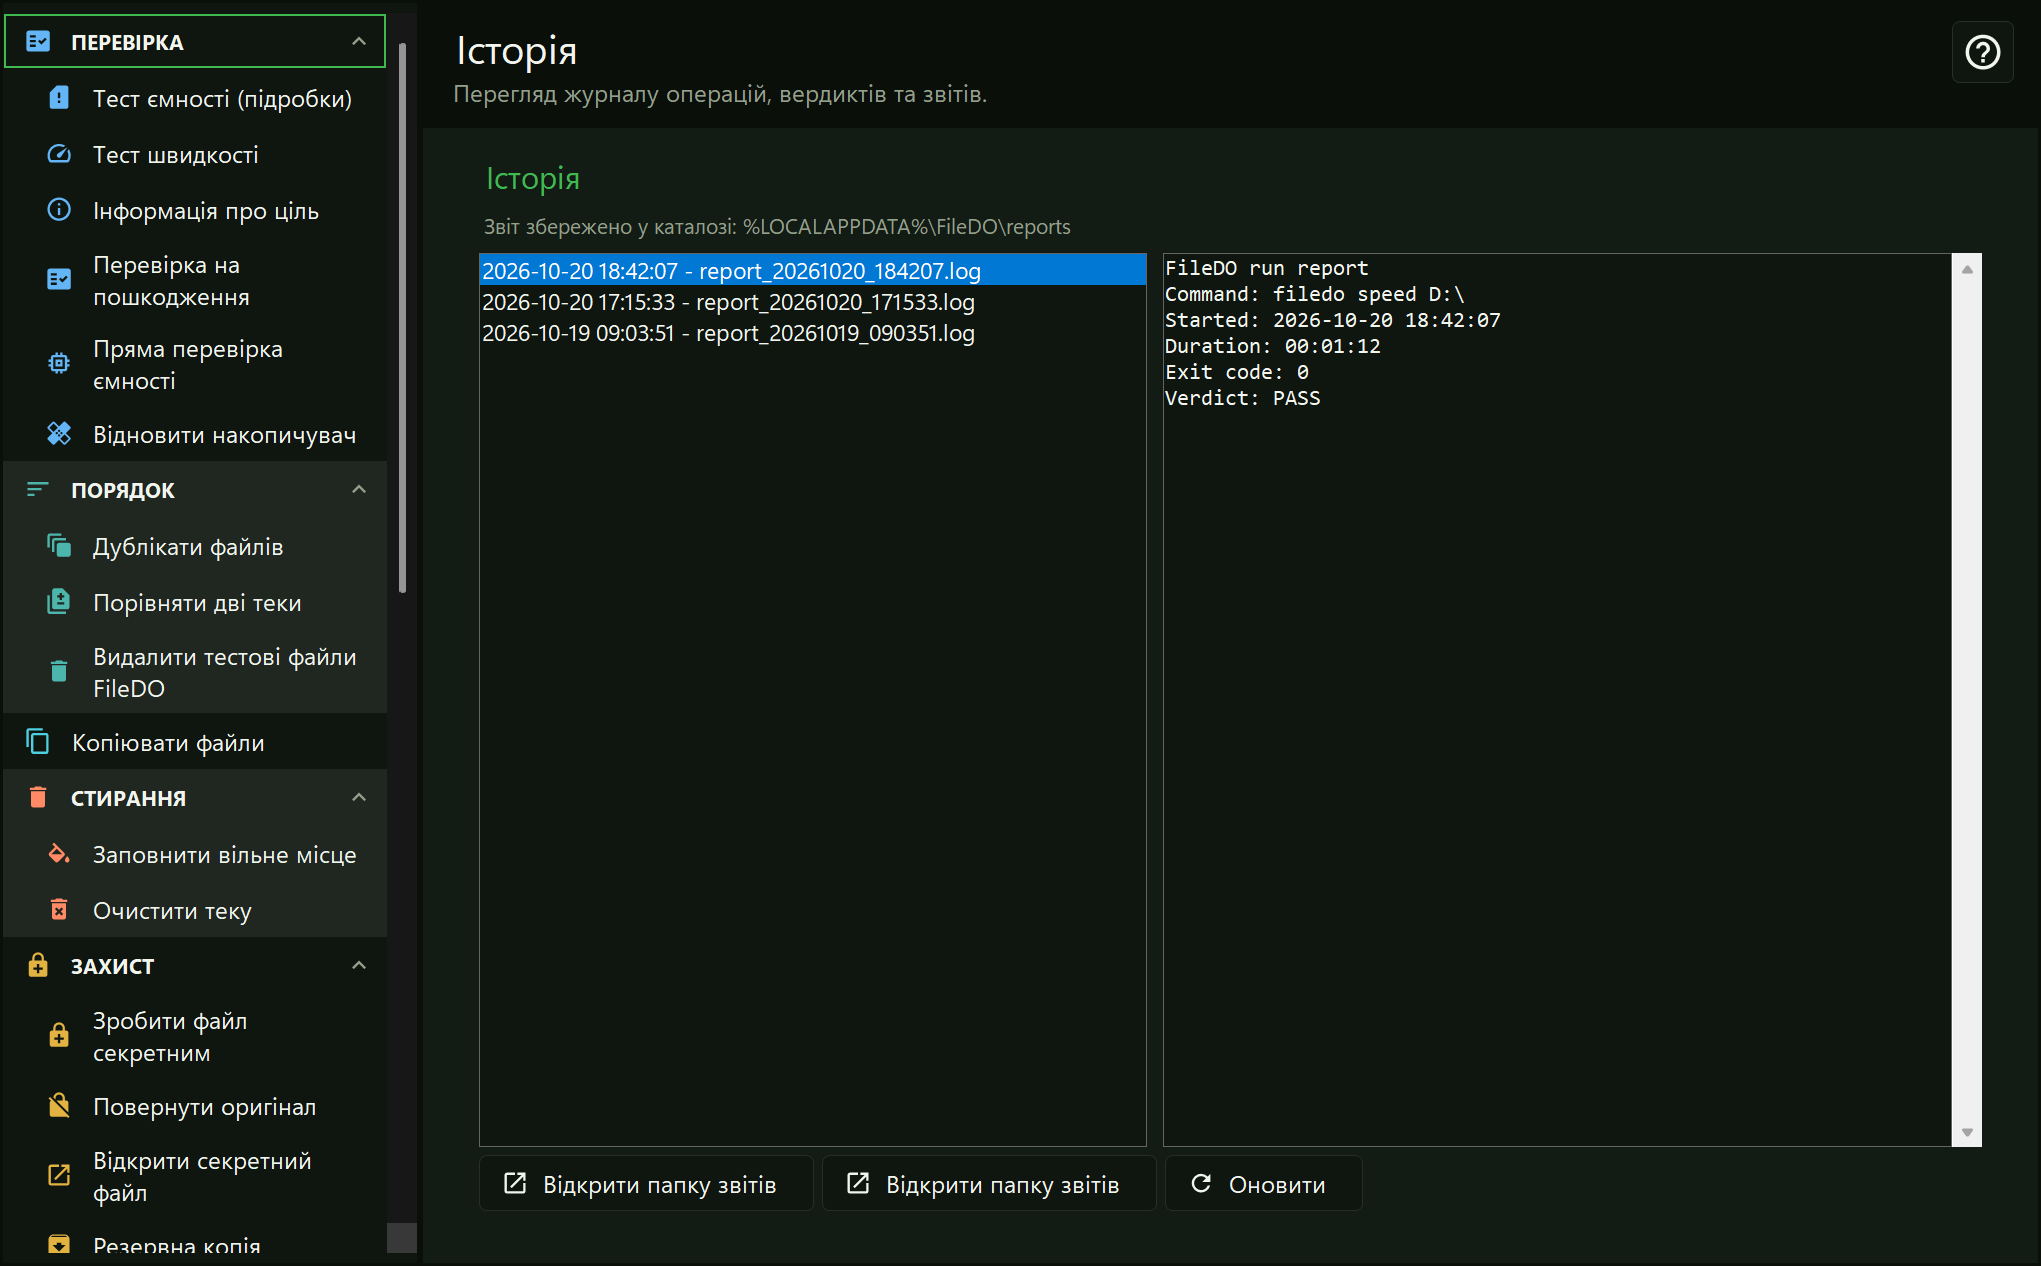 ПЕРЕВІРКА
Тест ємності (підробки)
Тест швидкості
Інформація про ціль
Перевірка на
пошкодження
Пряма перевірка
ємності
Відновити накопичувач
ПОРЯДОК
Дублікати файлів
Порівняти дві теки
Видалити тестові файли
FileDO
Копіювати файли
СТИРАННЯ
Заповнити вільне місце
Очистити теку
ЗАХИСТ
Зробити файл
секретним
Повернути оригінал
Відкрити секретний
файл
Резервна копія
Історія
Перегляд журналу операцій, вердиктів та звітів.
Історія
Звіт збережено у каталозі: %LOCALAPPDATA%\FileDO\reports
2026-10-20 18:42:07 - report_20261020_184207.log
2026-10-20 17:15:33 - report_20261020_171533.log
2026-10-19 09:03:51 - report_20261019_090351.log
FileDO run report
Command: filedo speed D:\
Started: 2026-10-20 18:42:07
Duration: 00:01:12
Exit code: 0
Verdict: PASS
Відкрити папку звітів
Відкрити папку звітів
Оновити